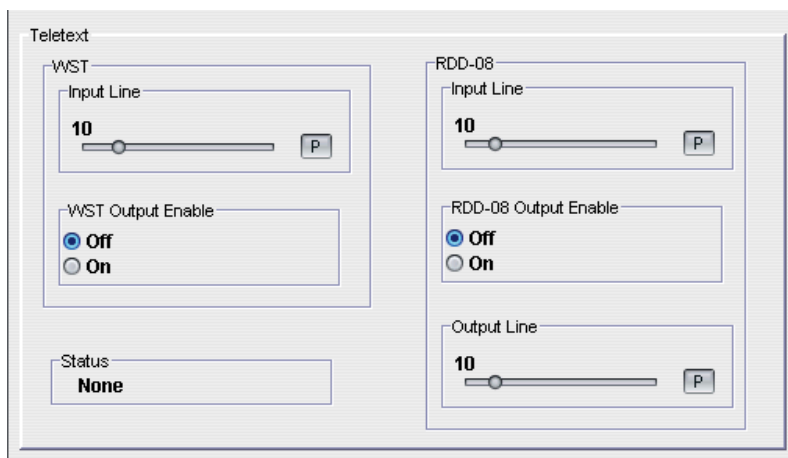 Teletext
WST
Input Line
10
P
WST Output Enable
Off
On
Status
None
RDD-08
Input Line
10
P
RDD-08 Output Enable
Off
On
Output Line
10
P